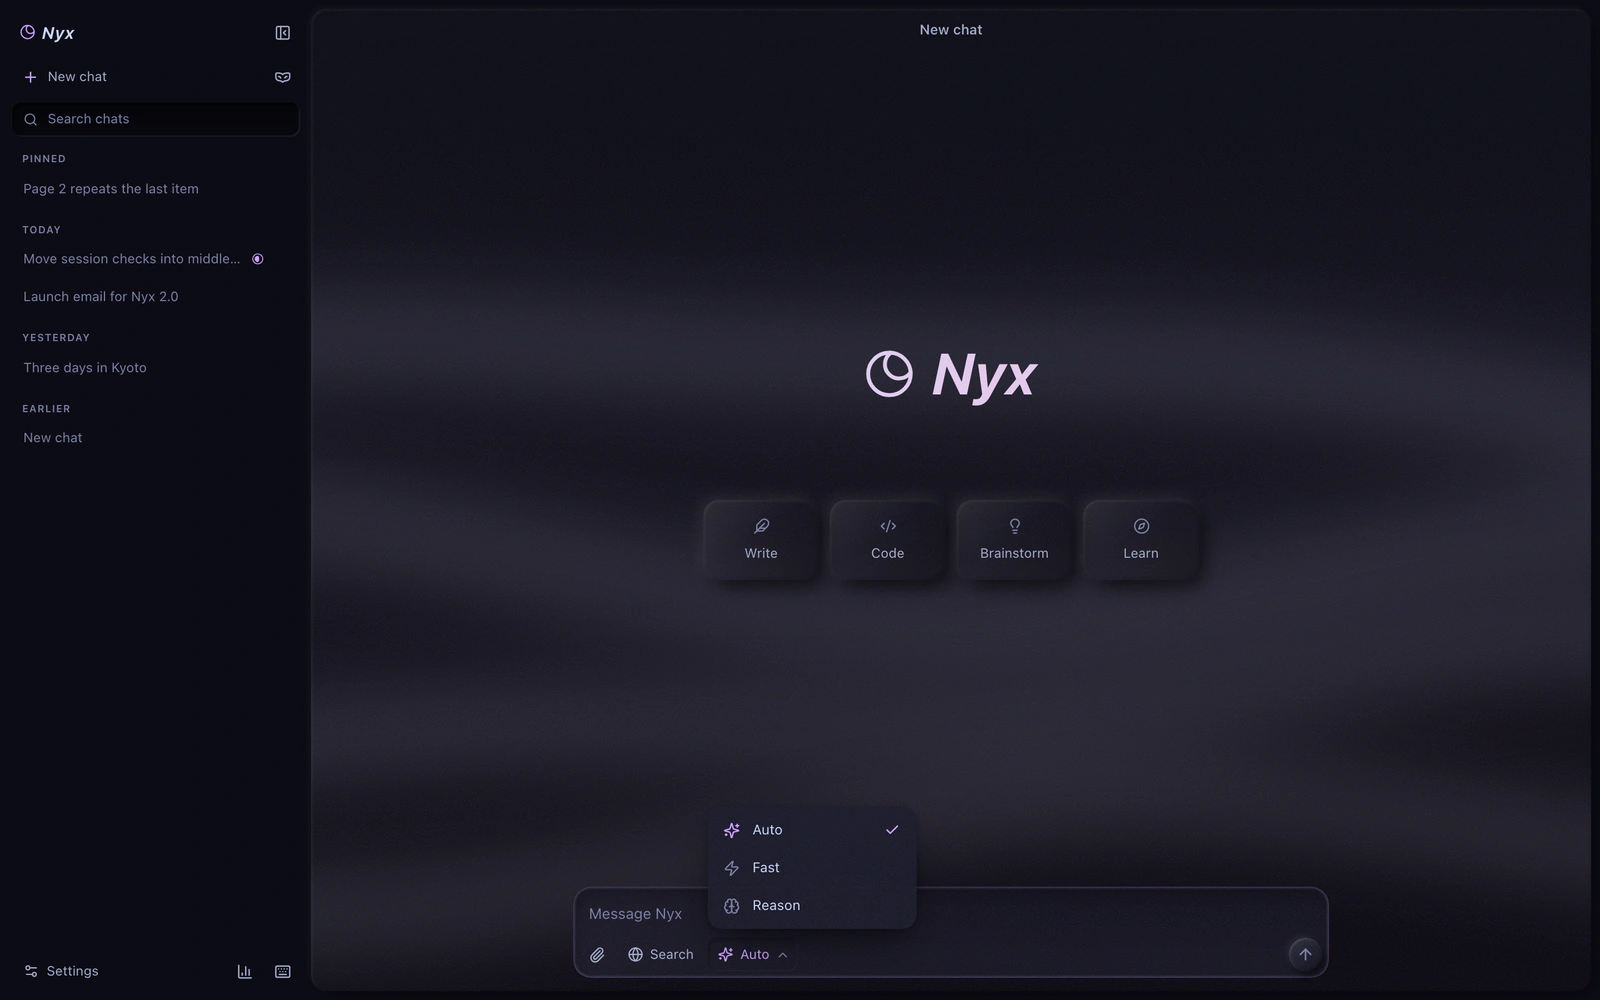 Nyx
New chat
Search chats
PINNED
Page 2 repeats the last item
TODAY
Move session checks into middle...
Launch email for Nyx 2.0
YESTERDAY
Three days in Kyoto
EARLIER
New chat
Settings
New chat
Nyx
Write
Code
Brainstorm
Learn
Auto
Fast
Reason
Message Nyx
Search
Auto